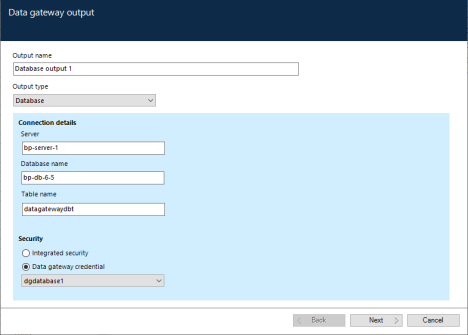 Data gateway output
Output name
Database output 1
Output type
Database
Connection details
Server
bp-server-1
Database name
bp-db-6-5
Table name
datagatewaydbt
Security
Integrated security
Data gateway credential
dgdatabase1
Back
Next
Cancel